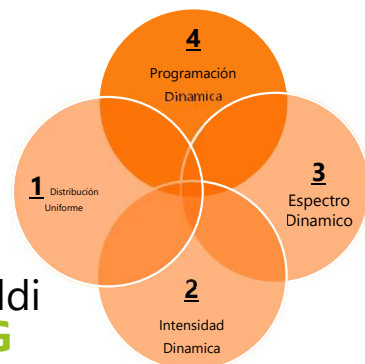 4
Programación
Dinamica
1 Distribución
Uniforme
3
Espectro
Dinamico
2
Intensidad
Dinamica
ldi
G